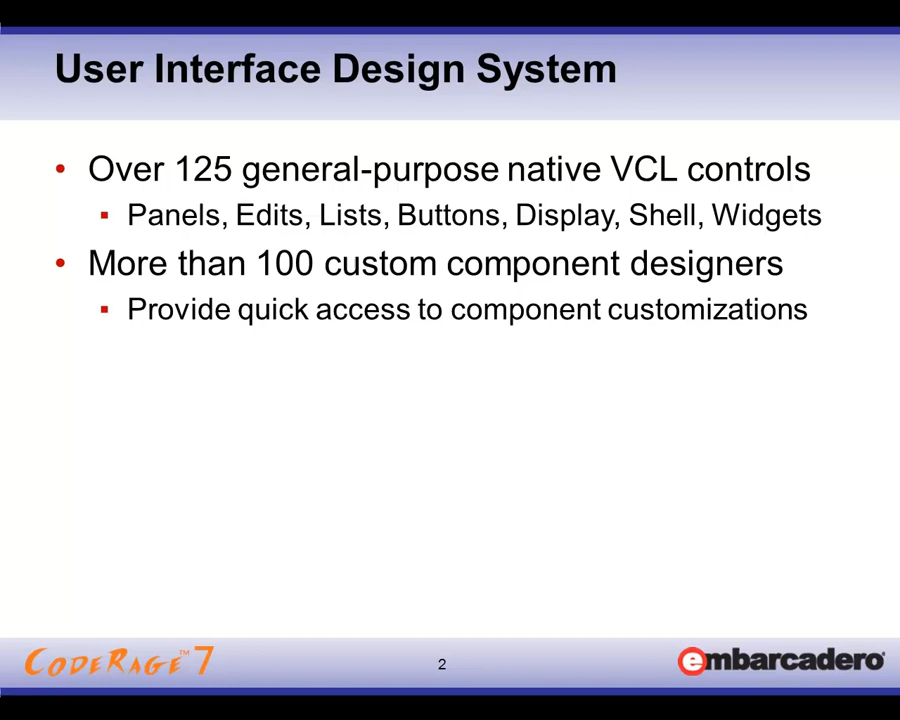 User Interface Design System
• Over 125 general-purpose native VCL controls
▪ Panels, Edits, Lists, Buttons, Display, Shell, Widgets
• More than 100 custom component designers
▪ Provide quick access to component customizations
CODERAGE™ 7
2
embarcadero®